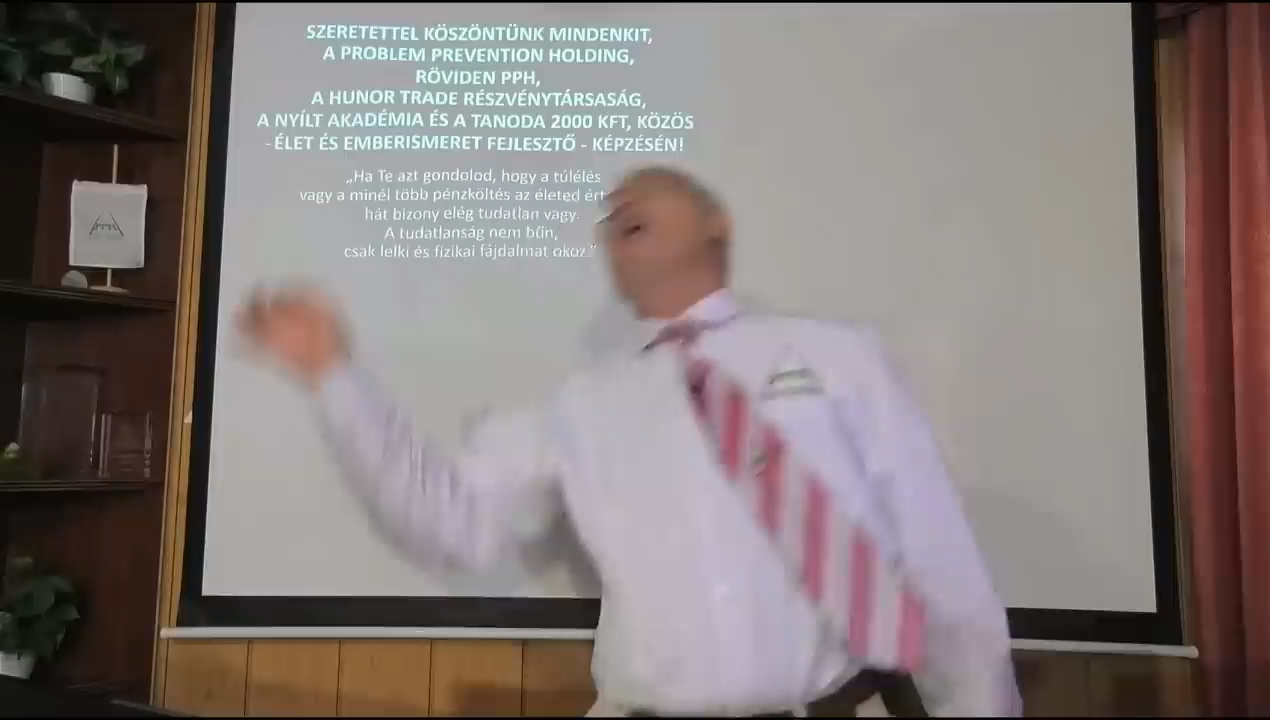 SZERETETTEL KÖSZÖNTÜNK MINDENKIT,
A PROBLEM PREVENTION HOLDING,
RÖVIDEN PPH,
A HUNOR TRADE RÉSZVÉNYTÁRSASÁG,
A NYÍLT AKADÉMIA ÉS A TANODA 2000 KFT, KÖZÖS
- ÉLET ÉS EMBERISMERET FEJLESZTŐ - KÉPZÉSÉN!
„Ha Te azt gondolod, hogy a túlélés
vagy a minél több pénzköltés az életed
hát bizony elég tudatlan vagy.
A tudatlanság nem bűn,
csak lelki és fizikai fájdalmat okoz."